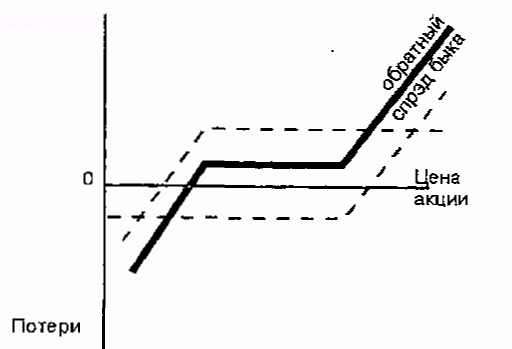 обратный
спрэд быка
0
Цена
акции
Потери